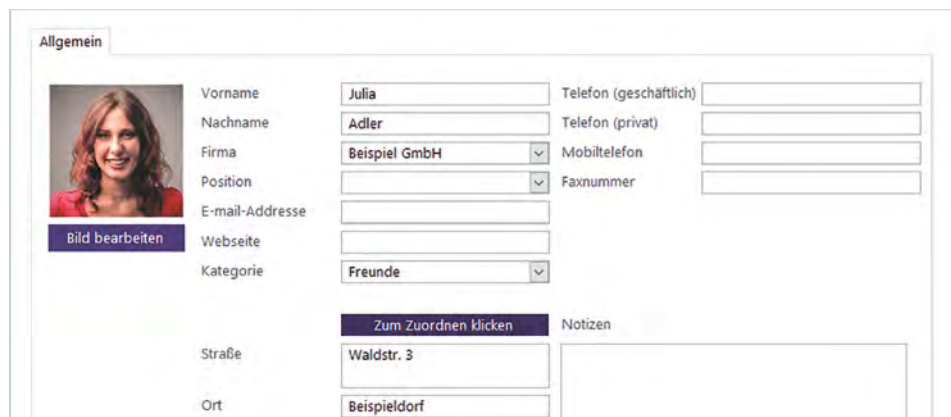 Allgemein
Vorname Julia Telefon (geschäftlich)
Nachname Adler Telefon (privat)
Firma Beispiel GmbH Mobiltelefon
Position Faxnummer
E-mail-Addresse
Bild bearbeiten Webseite
Kategorie Freunde
Zum Zuordnen klicken Notizen
Straße Waldstr. 3
Ort Beispieldorf